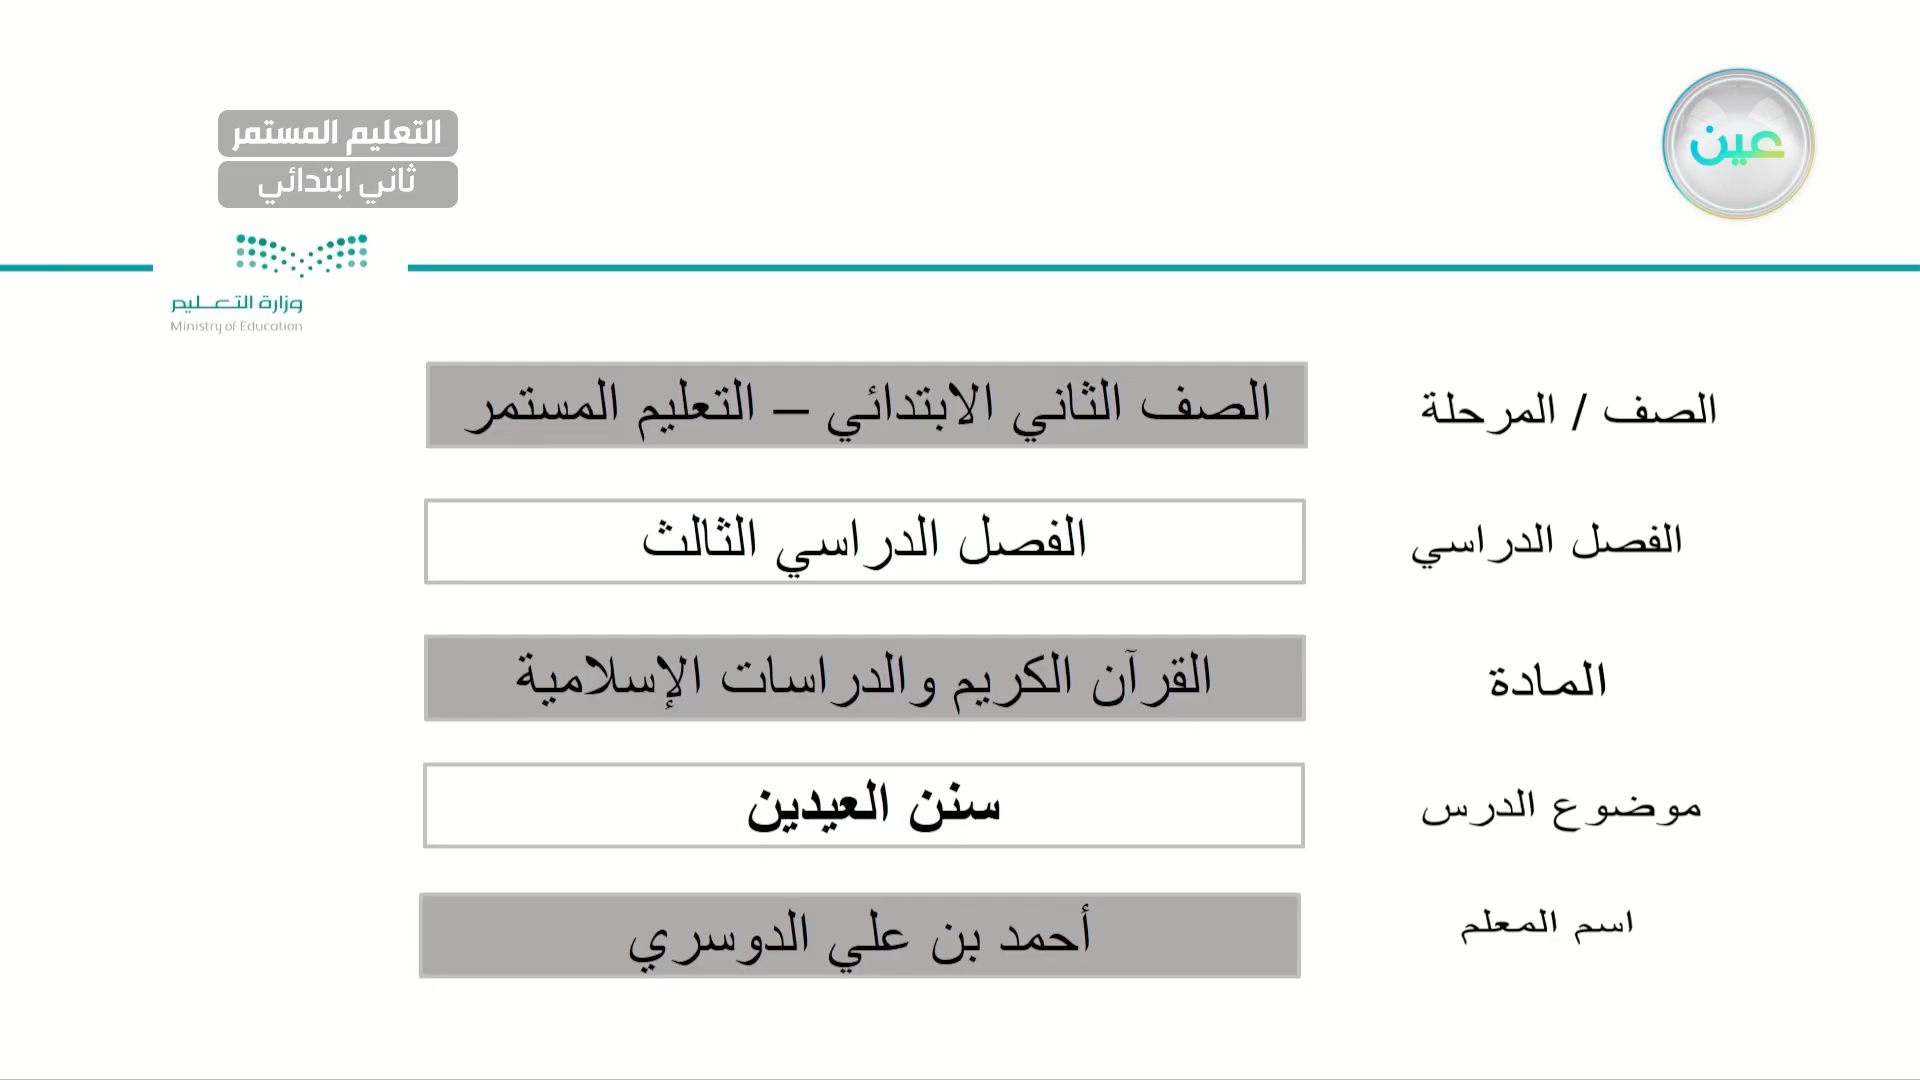 التعليم المستمر
ثاني ابتدائي
عين
وزارة التعليم
Ministry of Education
الصف / المرحلة
الصف الثاني الابتدائي – التعليم المستمر
الفصل الدراسي
الفصل الدراسي الثالث
المادة
القرآن الكريم والدراسات الإسلامية
موضوع الدرس
سنن العيدين
اسم المعلم
أحمد بن علي الدوسري